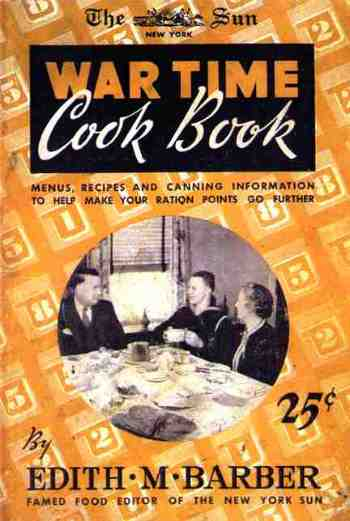 The Sun
NEW YORK
WAR TIME
Cook Book
MENUS, RECIPES AND CANNING INFORMATION
TO HELP MAKE YOUR RATION POINTS GO FURTHER
25¢
By
EDITH·M·BARBER
FAMED FOOD EDITOR OF THE NEW YORK SUN